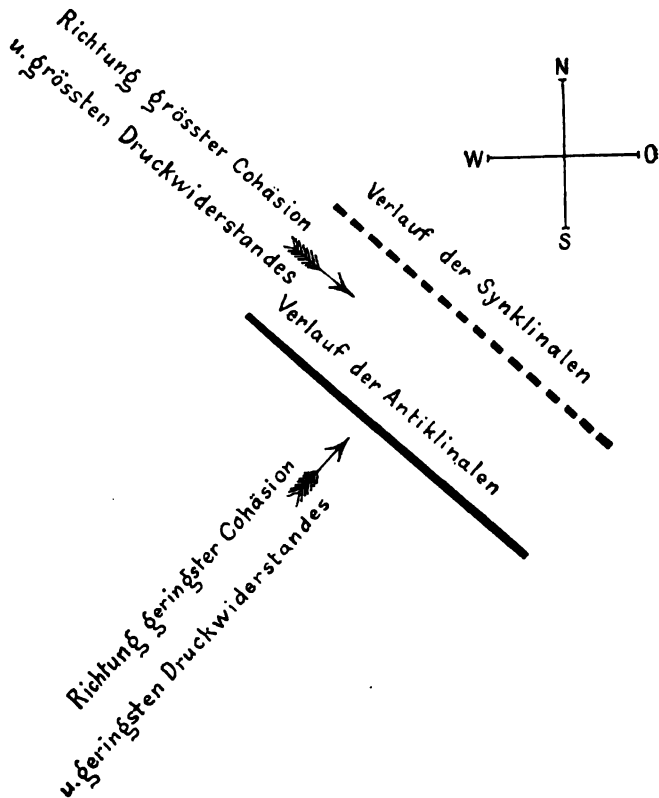 Richtung grösster Cohäsion
u. grössten Druckwiderstandes
N
W
O
S
Verlauf der Synklinalen
Verlauf der Antiklinalen
Richtung geringster Cohäsion
u. geringsten Druckwiderstandes